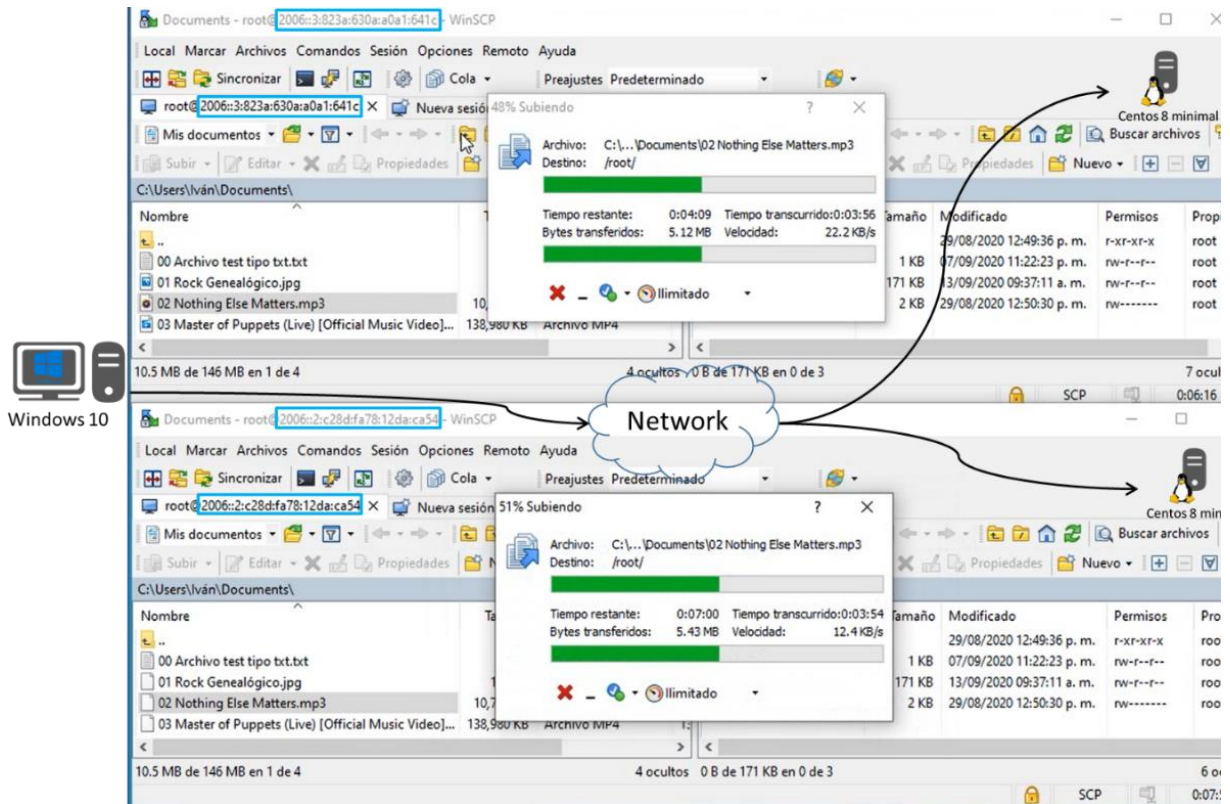 Documents - root@2006::3:823a:630a:a0a1:641c - WinSCP
Local Marcar Archivos Comandos Sesión Opciones Remoto Ayuda
Sincronizar Cola Preajustes Predeterminado
root@2006::3:823a:630a:a0a1:641c Nueva sesión
48% Subiendo ?
Centos 8 minimal
Mis documentos Buscar archivos
Archivo: C:\...\Documents\02 Nothing Else Matters.mp3
Destino: /root/
Subir Editar Propiedades Propiedades Nuevo
C:\Users\Iván\Documents\
Nombre Tamaño Modificado Permisos
Tiempo restante: 0:04:09 Tiempo transcurrido:0:03:56
Bytes transferidos: 5.12 MB Velocidad: 22.2 KB/s
.. 29/08/2020 12:49:36 p. m. r-xr-xr-x root
00 Archivo test tipo txt.txt 1 KB 07/09/2020 11:22:23 p. m. rw-r--r-- root
01 Rock Genealógico.jpg 171 KB 13/09/2020 09:37:11 a. m. rw-r--r-- root
02 Nothing Else Matters.mp3 10, 2 KB 29/08/2020 12:50:30 p. m. rw------- root
Ilimitado
03 Master of Puppets (Live) [Official Music Video]... 138,980 KB Archivo MP4
10.5 MB de 146 MB en 1 de 4 4 ocultos 0 B de 171 KB en 0 de 3
SCP 0:06:16
Windows 10
Network
Documents - root@2006::2:c28d:fa78:12da:ca54 - WinSCP
Local Marcar Archivos Comandos Sesión Opciones Remoto Ayuda
Sincronizar Cola Preajustes Predeterminado
root@2006::2:c28d:fa78:12da:ca54 Nueva sesión
51% Subiendo ?
Centos 8
Mis documentos Buscar archivos
Archivo: C:\...\Documents\02 Nothing Else Matters.mp3
Destino: /root/
Subir Editar Propiedades Propiedades Nuevo
C:\Users\Iván\Documents\
Nombre Tamaño Modificado Permisos
Tiempo restante: 0:07:00 Tiempo transcurrido:0:03:54
Bytes transferidos: 5.43 MB Velocidad: 12.4 KB/s
.. 29/08/2020 12:49:36 p. m. r-xr-xr-x
00 Archivo test tipo txt.txt 1 KB 07/09/2020 11:22:23 p. m. rw-r--r--
01 Rock Genealógico.jpg 171 KB 13/09/2020 09:37:11 a. m. rw-r--r--
02 Nothing Else Matters.mp3 10,7 2 KB 29/08/2020 12:50:30 p. m. rw-------
Ilimitado
03 Master of Puppets (Live) [Official Music Video]... 138,980 KB Archivo MP4
10.5 MB de 146 MB en 1 de 4 4 ocultos 0 B de 171 KB en 0 de 3
SCP